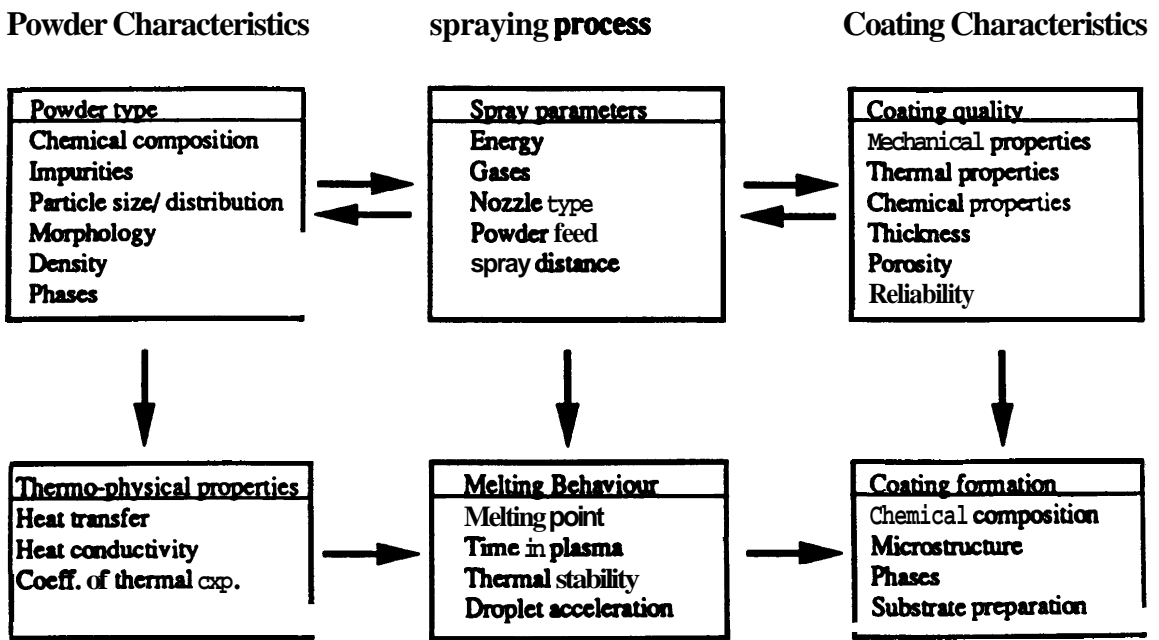 Powder Characteristics
spraying process
Coating Characteristics
Powder type
Chemical composition
Impurities
Particle size/ distribution
Morphology
Density
Phases
Spray parameters
Energy
Gases
Nozzle type
Powder feed
spray distance
Coating quality
Mechanical properties
Thermal properties
Chemical properties
Thickness
Porosity
Reliability
Thermo-physical properties
Heat transfer
Heat conductivity
Coeff. of thermal cxp.
Melting Behaviour
Melting point
Time in plasma
Thermal stability
Droplet acceleration
Coating formation
Chemical composition
Microstructure
Phases
Substrate preparation